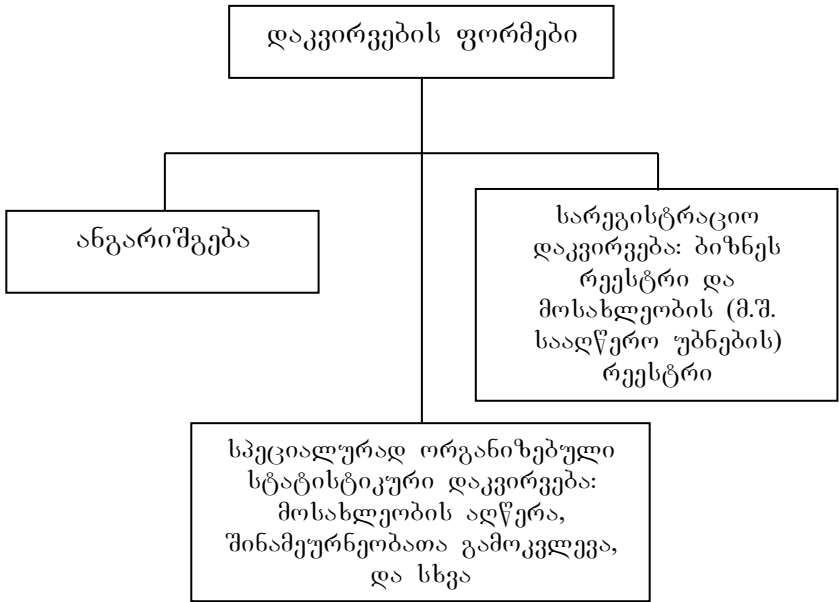 დაკვირვების ფორმები
ანგარიშგება
სარეგისტრაციო
დაკვირვება: ბიზნეს
რეესტრი და
მოსახლეობის (მ.შ.
სააღწერო უბნების)
რეესტრი
სპეციალურად ორგანიზებული
სტატისტიკური დაკვირვება:
მოსახლეობის აღწერა,
შინამეურნეობათა გამოკვლევა,
და სხვა